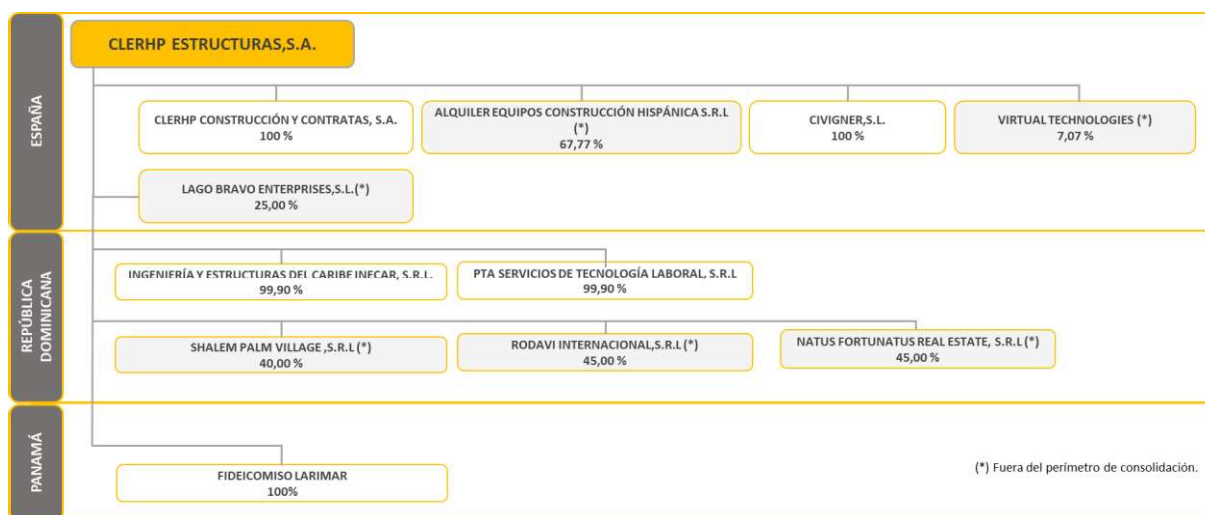 CLERHP ESTRUCTURAS,S.A.
ESPAÑA
CLERHP CONSTRUCCIÓN Y CONTRATAS, S.A.
100 %
ALQUILER EQUIPOS CONSTRUCCIÓN HISPÁNICA S.R.L
(*)
67,77 %
CIVIGNER,S.L.
100 %
VIRTUAL TECHNOLOGIES (*)
7,07 %
LAGO BRAVO ENTERPRISES,S.L.(*)
25,00 %
REPÚBLICA
DOMINICANA
INGENIERÍA Y ESTRUCTURAS DEL CARIBE INECAR, S.R.L.
99,90 %
PTA SERVICIOS DE TECNOLOGÍA LABORAL, S.R.L
99,90 %
SHALEM PALM VILLAGE ,S.R.L (*)
40,00 %
RODAVI INTERNACIONAL,S.R.L (*)
45,00 %
NATUS FORTUNATUS REAL ESTATE, S.R.L (*)
45,00 %
PANAMÁ
FIDEICOMISO LARIMAR
100%
(*) Fuera del perímetro de consolidación.